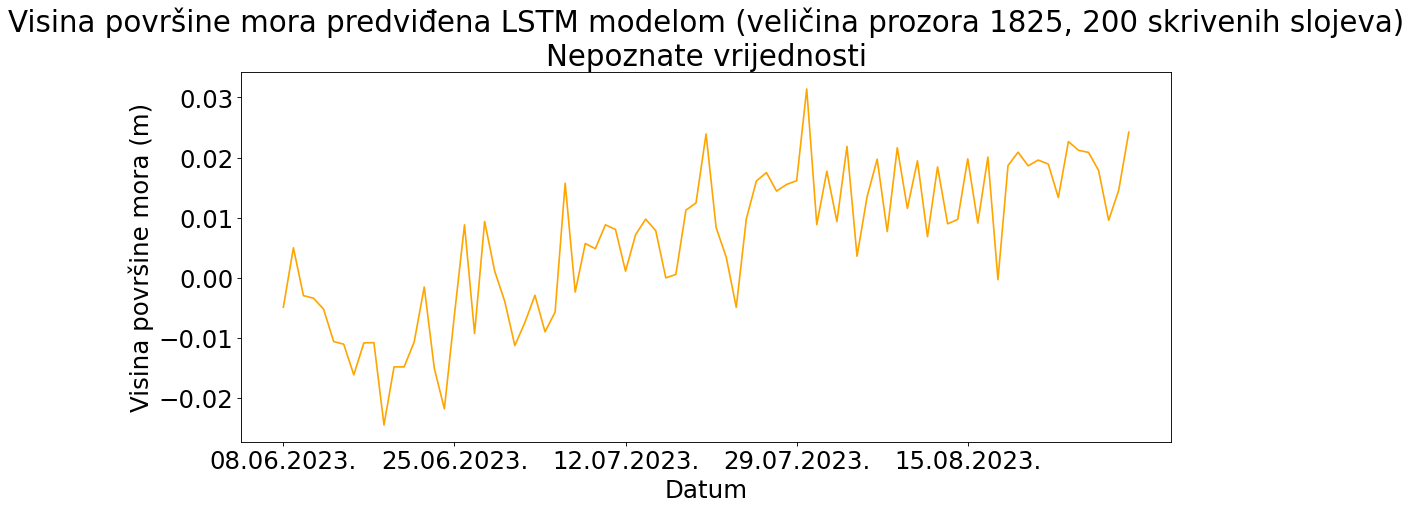 Visina površine mora predviđena LSTM modelom (veličina prozora 1825, 200 skrivenih slojeva)
Nepoznate vrijednosti
Visina površine mora (m)
0.03
0.02
0.01
0.00
−0.01
−0.02
08.06.2023. 25.06.2023. 12.07.2023. 29.07.2023. 15.08.2023.
Datum